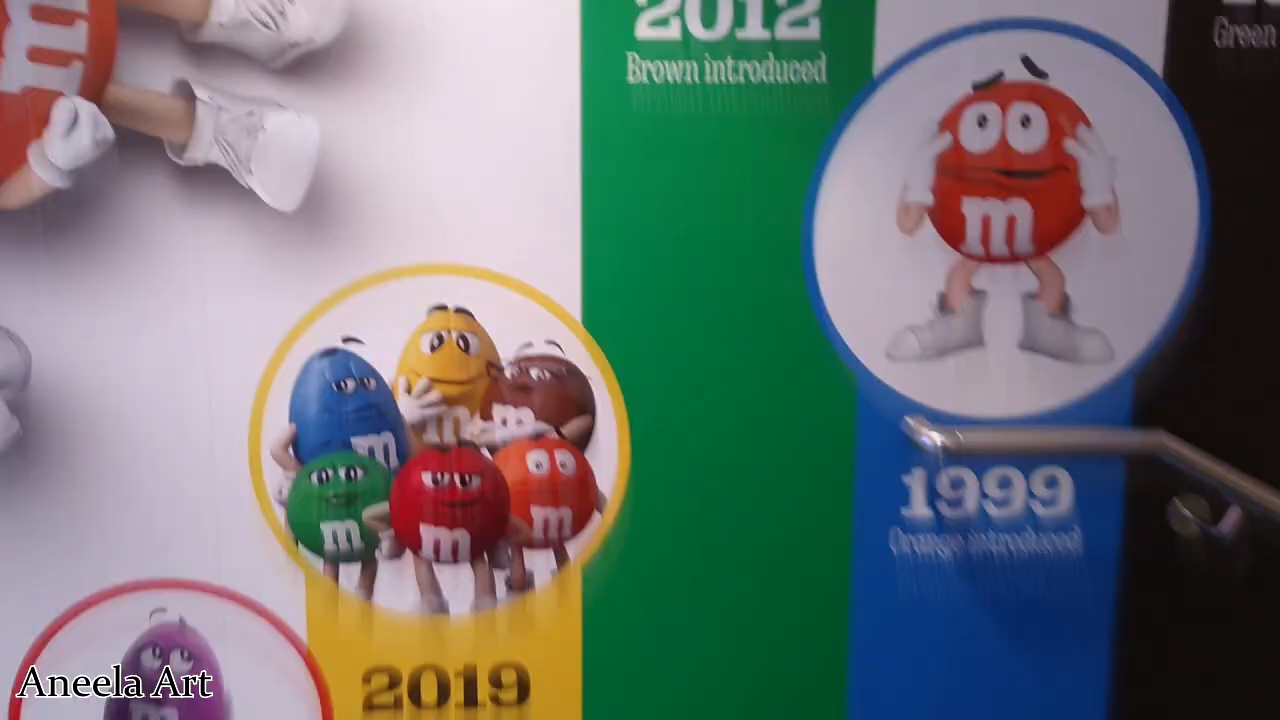 2012
Brown introduced
Green
m
m
m
m
m
m
m
m
1999
Orange introduced
2019
m
Aneela Art